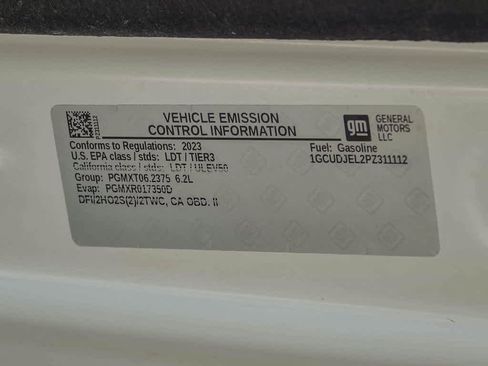 VEHICLE EMISSION
CONTROL INFORMATION
gm GENERAL
MOTORS
LLC
PZ311112
Conforms to Regulations: 2023
Fuel: Gasoline
U.S. EPA class / stds: LDT / TIER3
1GCUDJEL2PZ311112
California class / stds: LDT / ULEV50
Group: PGMXT06.2375 6.2L
Evap: PGMXR017350D
DFI/2HO2S(2)/2TWC, CA OBD. II